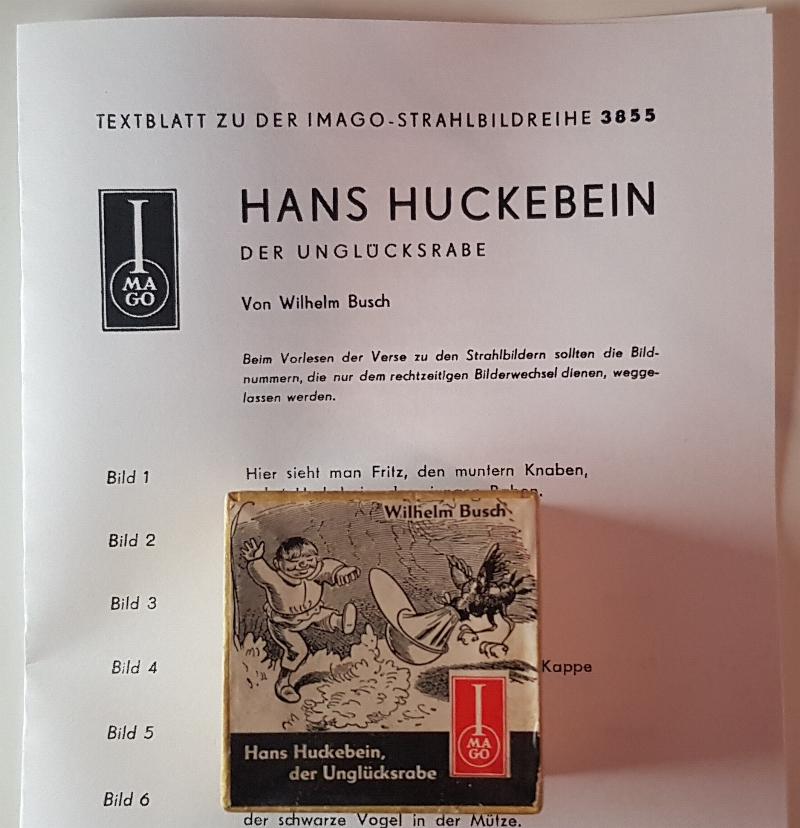 TEXTBLATT ZU DER IMAGO-STRAHLBILDREIHE 3855
I
MA
GO
HANS HUCKEBEIN
DER UNGLÜCKSRABE
Von Wilhelm Busch
Beim Vorlesen der Verse zu den Strahlbildern sollten die Bild-
nummern, die nur dem rechtzeitigen Bilderwechsel dienen, wegge-
lassen werden.
Bild 1
Hier sieht man Fritz, den muntern Knaben,
Bild 2
Bild 3
Bild 4
Kappe
Bild 5
Bild 6
der schwarze Vogel in der Mütze.
Wilhelm Busch
I
MA
GO
Hans Huckebein,
der Unglücksrabe